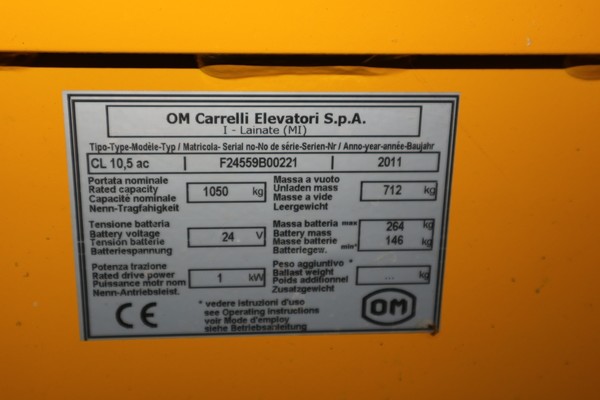 OM Carrelli Elevatori S.p.A.
I - Lainate (MI)
Tipo-Type-Modèle-Typ / Matricola- Serial no-No de série-Serien-Nr / Anno-year-année-Baujahr
CL 10,5 ac F24559B00221 2011
Portata nominale
Rated capacity
Capacité nominale
Nenn-Tragfähigkeit
1050 kg
Massa a vuoto
Unladen mass
Masse a vide
Leergewicht
712 kg
Tensione batteria
Battery voltage
Tension batterie
Batteriespannung
24 V
Massa batteria max
Battery mass
Masse batterie
Batteriegew. min*
264 kg
146 kg
Potenza trazione
Rated drive power
Puissance motr nom
Nenn-Antriebsleist.
1 kW
Peso aggiuntivo *
Ballast weight
Poids additionnel
Zusatzgewicht
... kg
CE
* vedere istruzioni d'uso
see Operating instructions
voir Mode d'employ
siehe Betriebsanleitung
OM